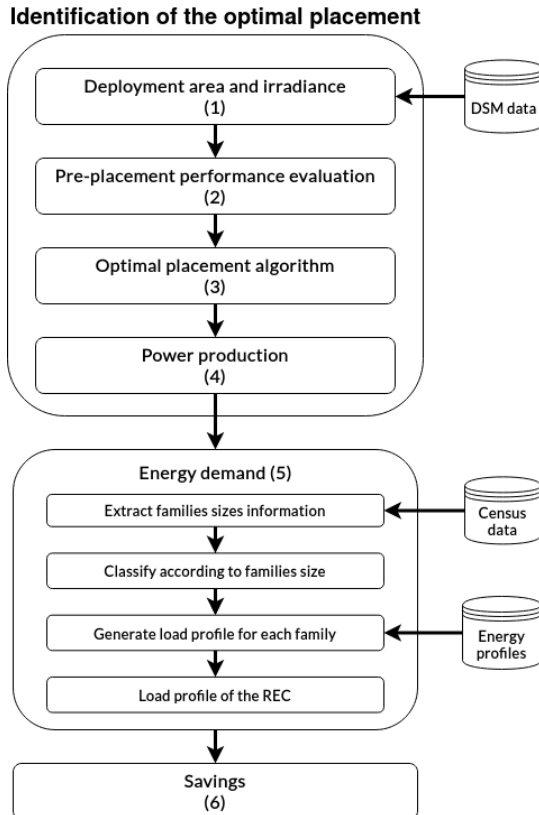 Identification of the optimal placement
Deployment area and irradiance
(1)
DSM data
Pre-placement performance evaluation
(2)
Optimal placement algorithm
(3)
Power production
(4)
Energy demand (5)
Extract families sizes information
Census
data
Classify according to families size
Generate load profile for each family
Energy
profiles
Load profile of the REC
Savings
(6)